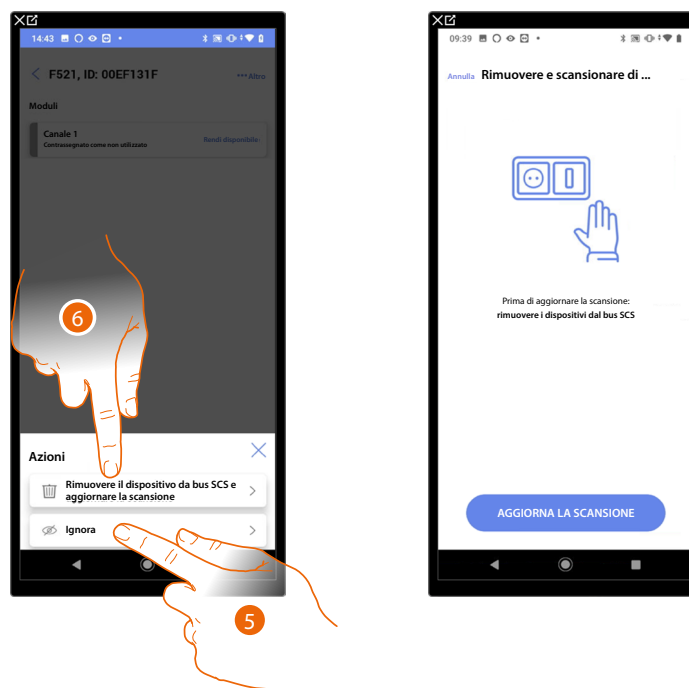 14:43
F521, ID: 00EF131F
•••Altro
Moduli
Canale 1
Contrassegnato come non utilizzato
Rendi disponibile
6
Azioni
Rimuovere il dispositivo da bus SCS e
aggiornare la scansione
Ignora
5
09:39
Annulla Rimuovere e scansionare di ...
Prima di aggiornare la scansione:
rimuovere i dispositivi dal bus SCS
AGGIORNA LA SCANSIONE